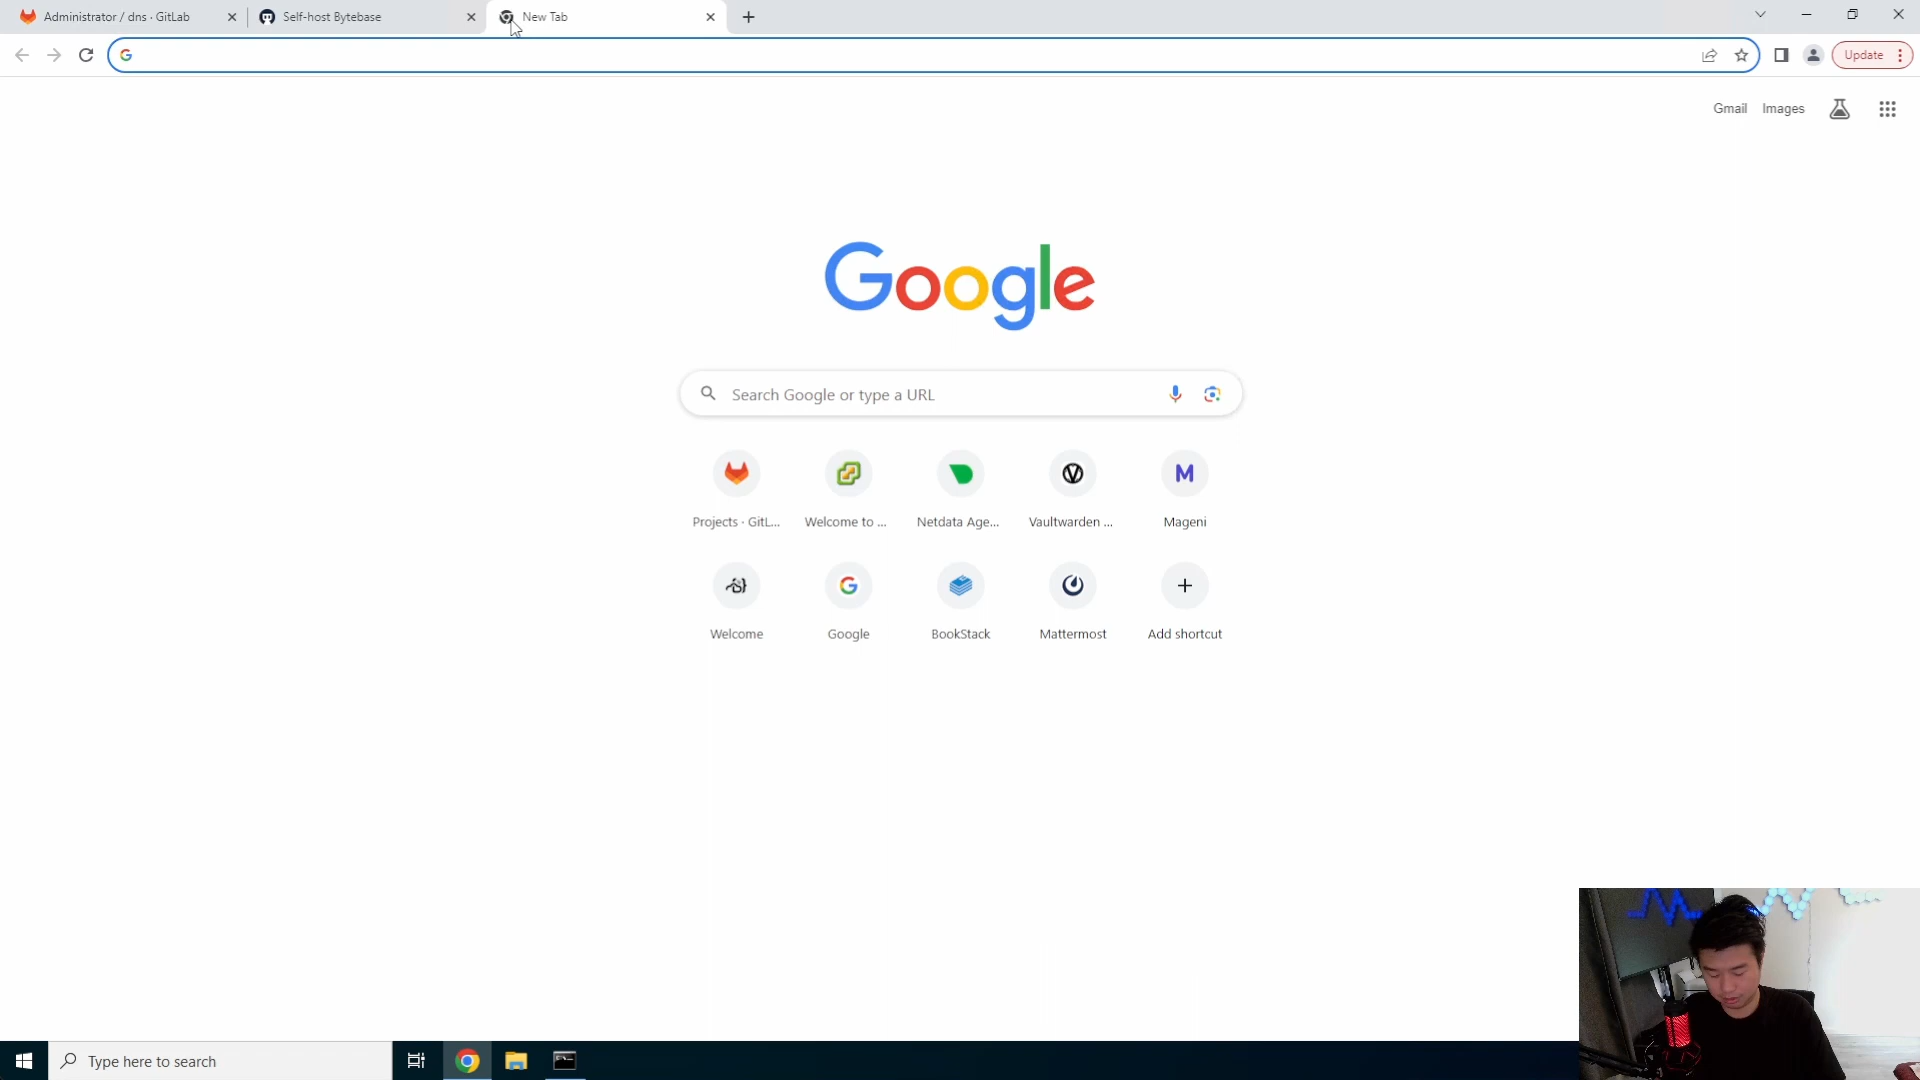 Administrator / dns · GitLab
Self-host Bytebase
New Tab
Update
Gmail
Images
Google
Search Google or type a URL
Projects · GitL...
Welcome to ...
Netdata Age...
Vaultwarden ...
Mageni
Welcome
Google
BookStack
Mattermost
Add shortcut
Type here to search